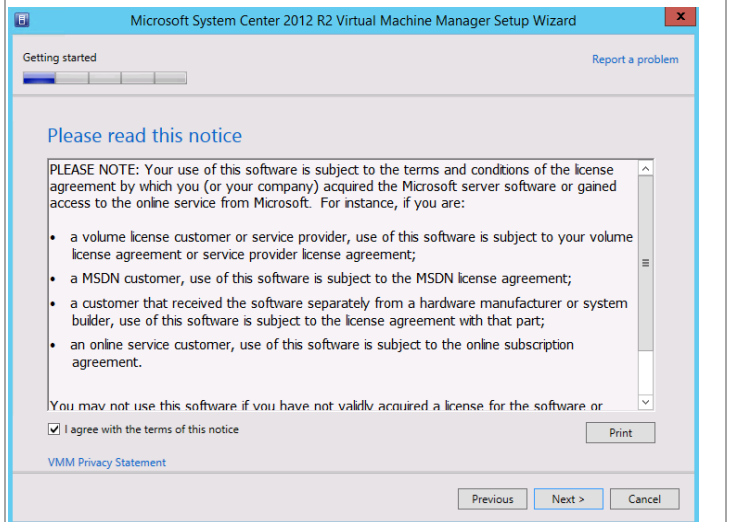 Microsoft System Center 2012 R2 Virtual Machine Manager Setup Wizard
x
Getting started
Report a problem
Please read this notice
PLEASE NOTE: Your use of this software is subject to the terms and conditions of the license
agreement by which you (or your company) acquired the Microsoft server software or gained
access to the online service from Microsoft. For instance, if you are:
• a volume license customer or service provider, use of this software is subject to your volume
license agreement or service provider license agreement;
• a MSDN customer, use of this software is subject to the MSDN license agreement;
• a customer that received the software separately from a hardware manufacturer or system
builder, use of this software is subject to the license agreement with that part;
• an online service customer, use of this software is subject to the online subscription
agreement.
You may not use this software if you have not validly acquired a license for the software or
I agree with the terms of this notice
Print
VMM Privacy Statement
Previous
Next >
Cancel